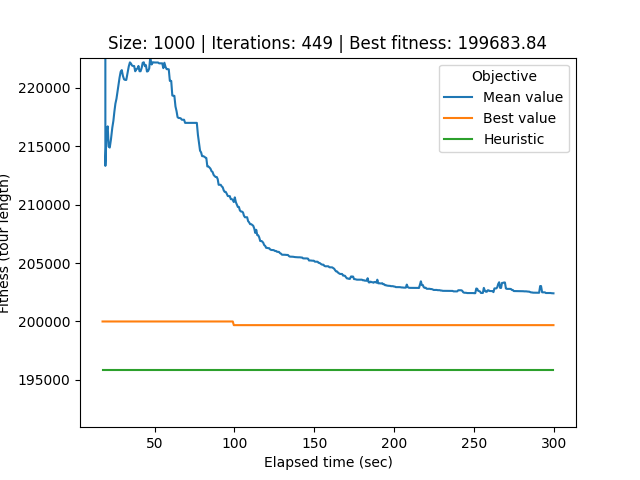 Size: 1000 | Iterations: 449 | Best fitness: 199683.84
Objective
Mean value
Best value
Heuristic
220000
215000
210000
205000
200000
195000
Fitness (tour length)
50
100
150
200
250
300
Elapsed time (sec)